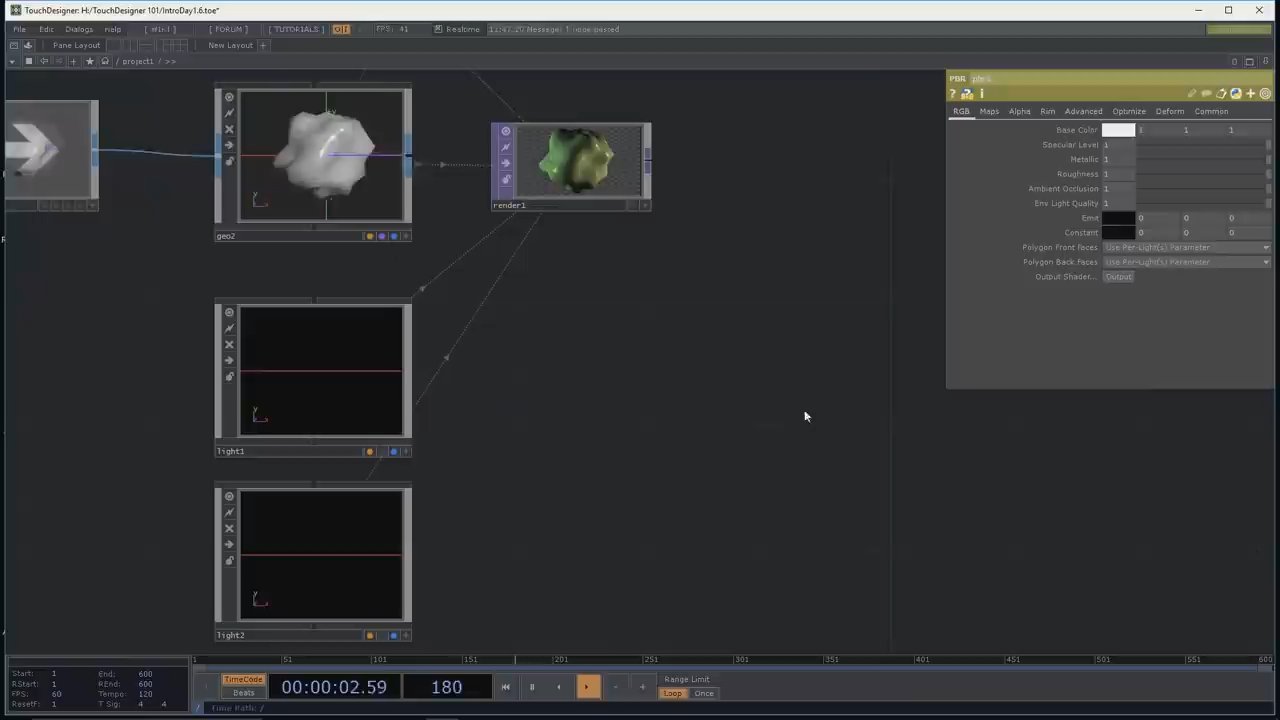 TouchDesigner: H:/TouchDesigner 101/IntroDay1.6.toe*
File Edit Dialogs Help [ Wiki ] [ FORUM ] [ TUTORIALS ] OII FPS: 41 Realtime
Pane Layout New Layout +
/ project1 / >>
PBR
? i
RGB Maps Alpha Rim Advanced Optimize Deform Common
Base Color 1 1 1
Specular Level 1
Metallic 1
Roughness 1
Ambient Occlusion 1
Env Light Quality 1
Emit 0 0 0
Constant 0 0 0
Polygon Front Faces Use Per-Light(s) Parameter
Polygon Back Faces Use Per-Light(s) Parameter
Output Shader... Output
render1
geo2
light1
light2
1 51 101 201 251 301 351 401 451 501 551 600
Start: 1 End: 600
RStart: 1 REnd: 600
FPS: 60 Tempo: 120
ResetF: 1 T Sig: 4 4
TimeCode
Beats
00:00:02.59
180
Range Limit
Loop Once
/ Time Path: /